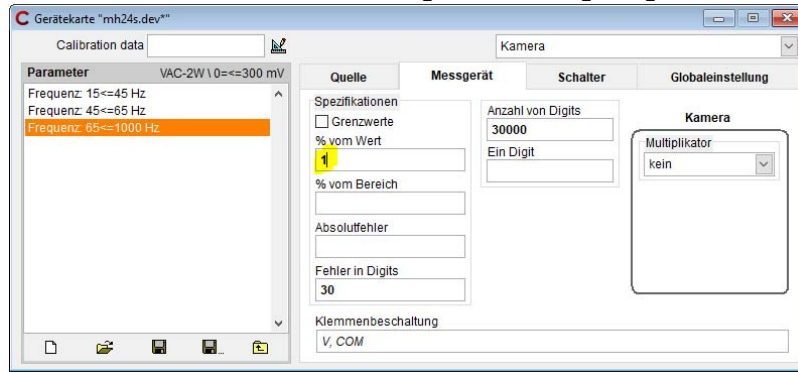 C Gerätekarte "mh24s.dev*"
Calibration data
Kamera
Parameter VAC-2W \ 0=<=300 mV
Frequenz: 15<=45 Hz
Frequenz: 45<=65 Hz
Frequenz: 65<=1000 Hz
Quelle Messgerät Schalter Globaleinstellung
Spezifikationen
Grenzwerte
% vom Wert
1
% vom Bereich
Absolutfehler
Fehler in Digits
30
Anzahl von Digits
30000
Ein Digit
Kamera
Multiplikator
kein
Klemmenbeschaltung
V, COM